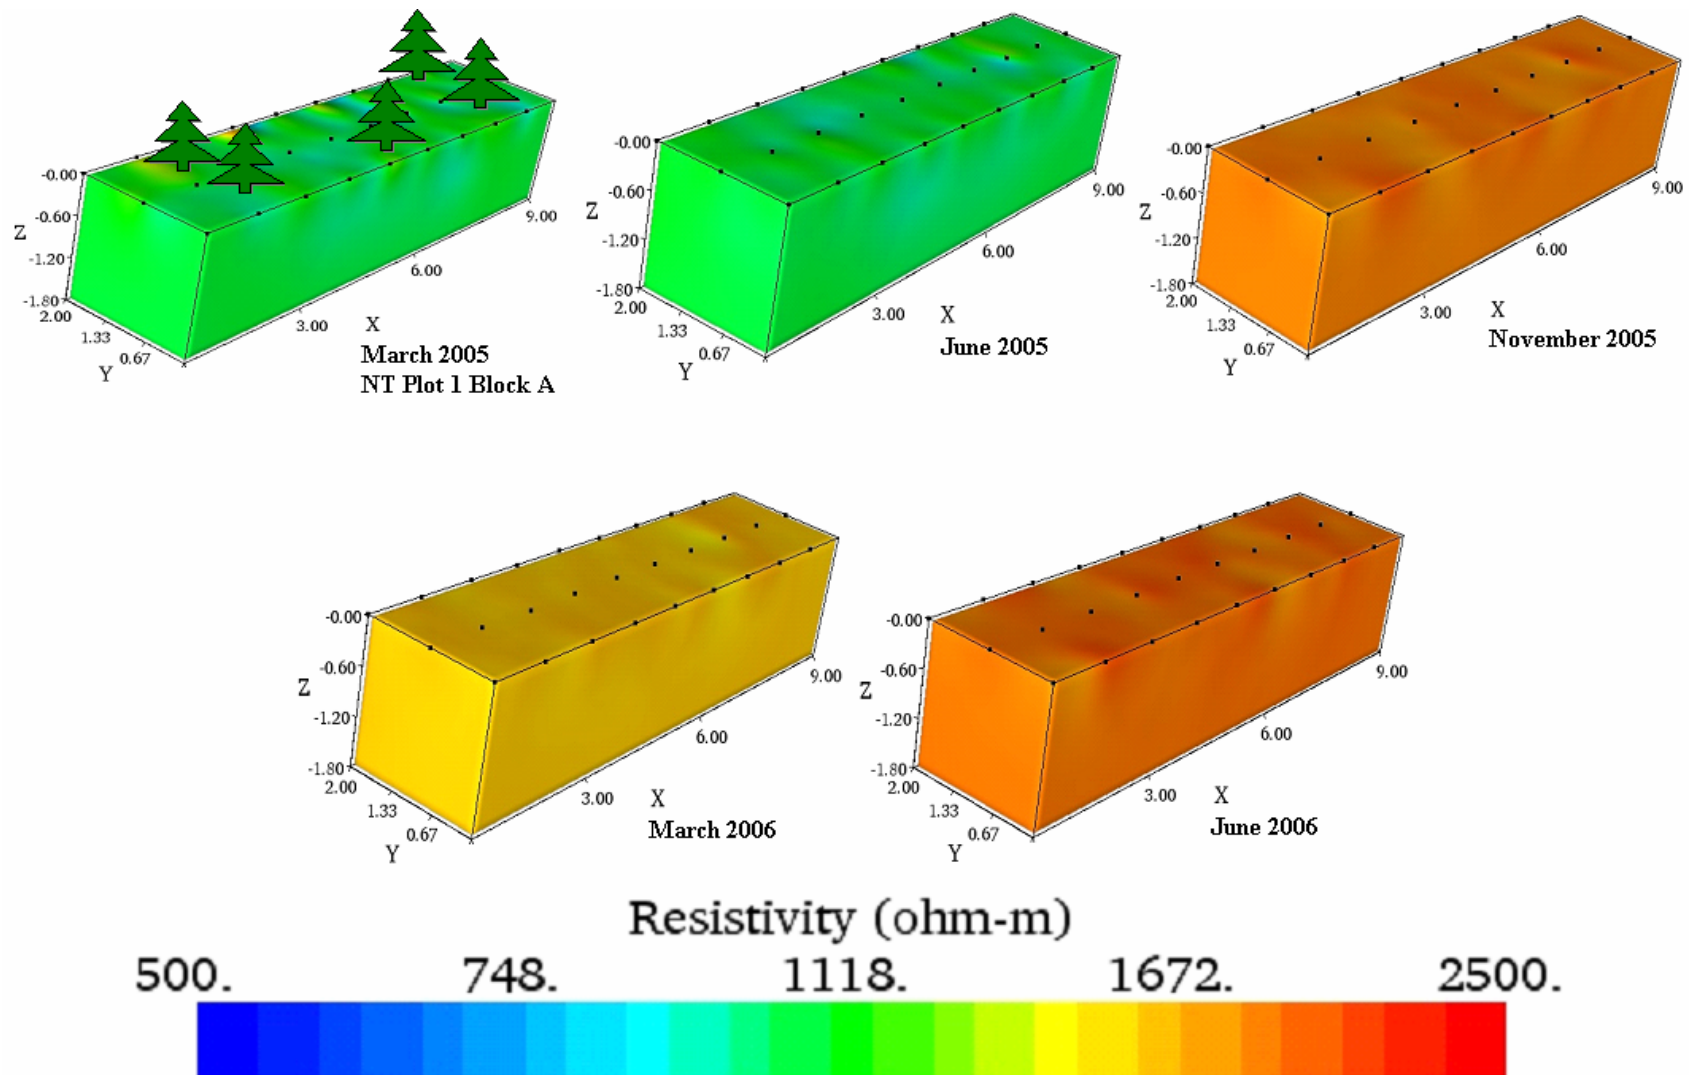 -0.00
-0.60
Z
-1.20
-1.80
2.00
1.33
0.67
Y
3.00
6.00
9.00
X
March 2005
NT Plot 1 Block A
-0.00
-0.60
Z
-1.20
-1.80
2.00
1.33
0.67
Y
3.00
6.00
9.00
X
June 2005
-0.00
-0.60
Z
-1.20
-1.80
2.00
1.33
0.67
Y
3.00
6.00
9.00
X
November 2005
-0.00
-0.60
Z
-1.20
-1.80
2.00
1.33
0.67
Y
3.00
6.00
9.00
X
March 2006
-0.00
-0.60
Z
-1.20
-1.80
2.00
1.33
0.67
Y
3.00
6.00
9.00
X
June 2006
Resistivity (ohm-m)
500. 748. 1118. 1672. 2500.